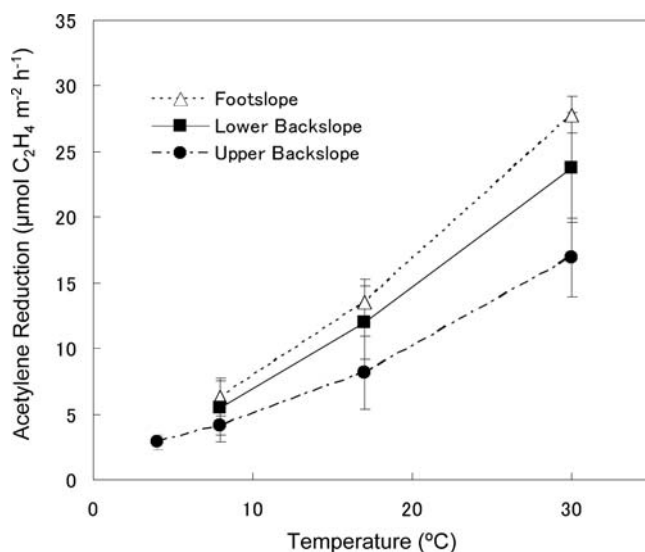 35
30
25
20
15
10
5
0
Acetylene Reduction (μmol C₂H₄ m⁻² h⁻¹)
Footslope
Lower Backslope
Upper Backslope
0 10 20 30
Temperature (ºC)